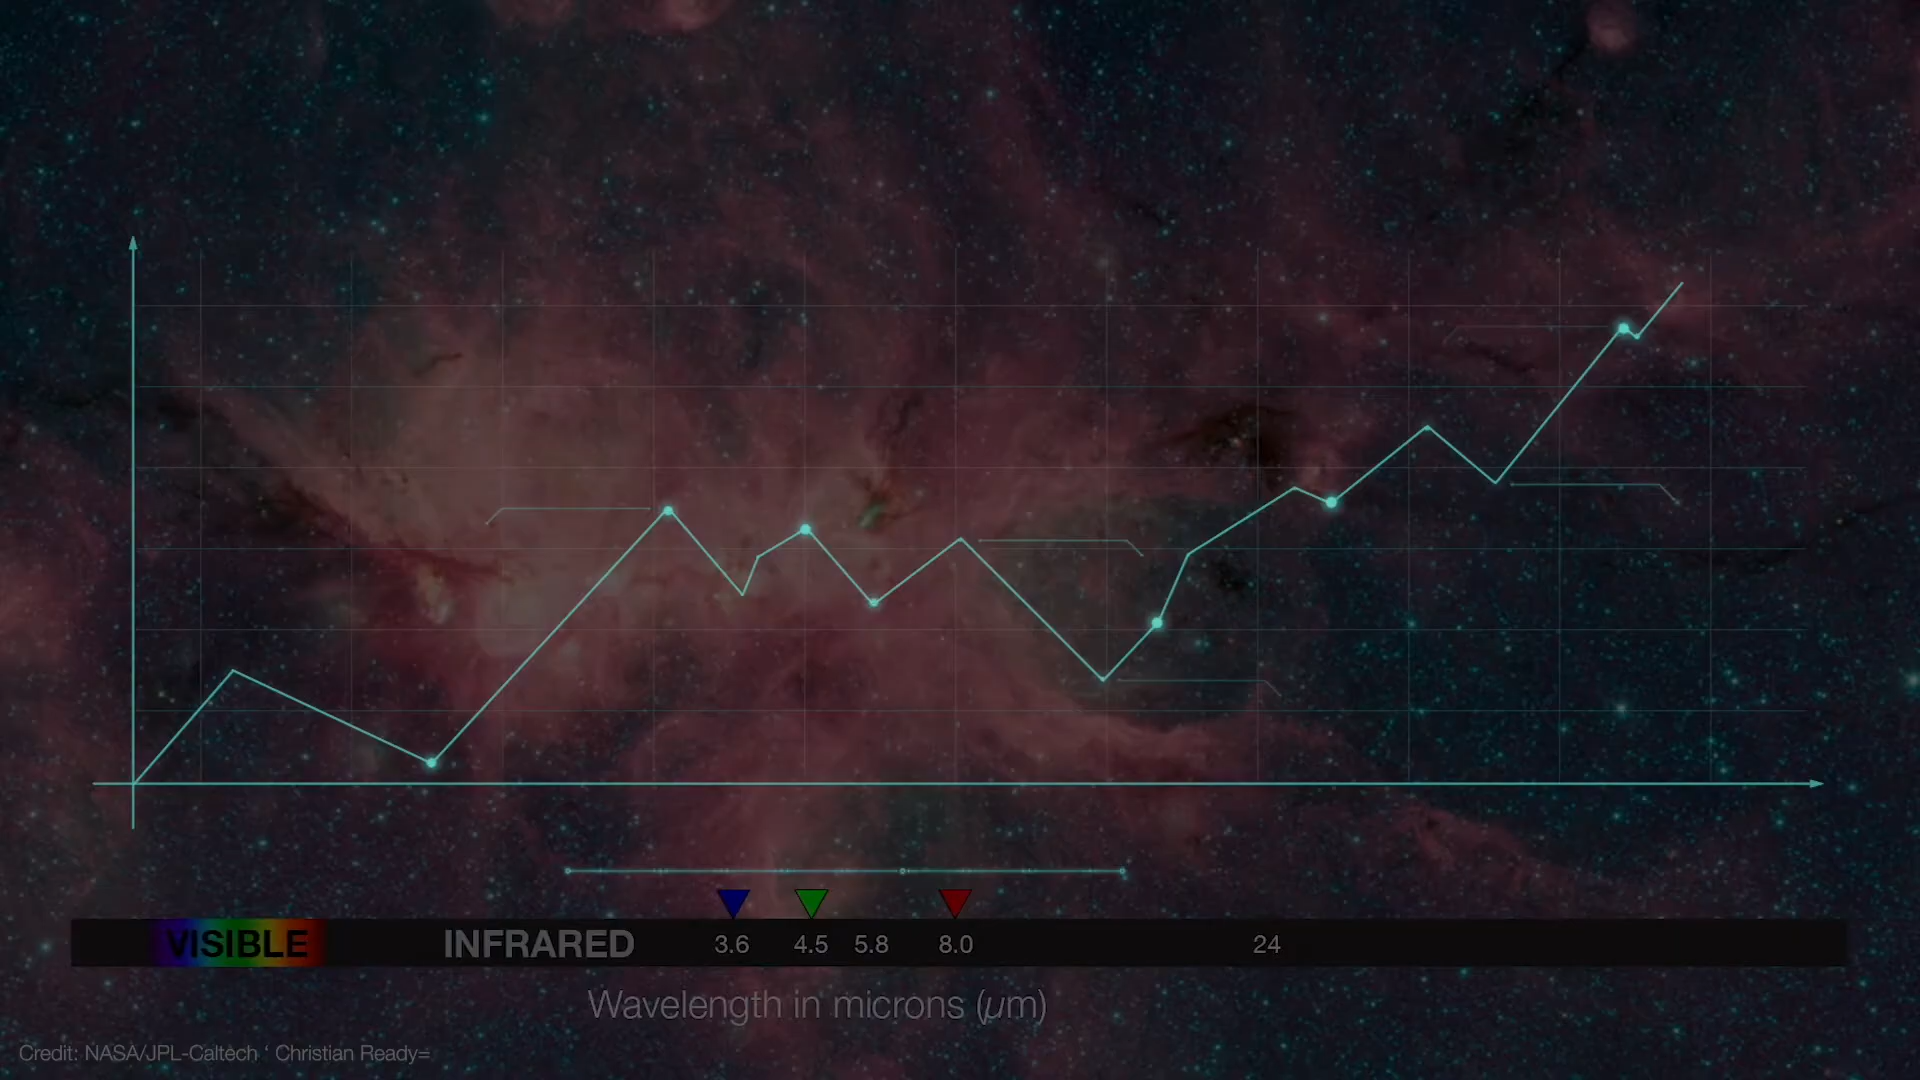 VISIBLE INFRARED 3.6 4.5 5.8 8.0 24
Wavelength in microns (µm)
Credit: NASA/JPL-Caltech ‘ Christian Ready=